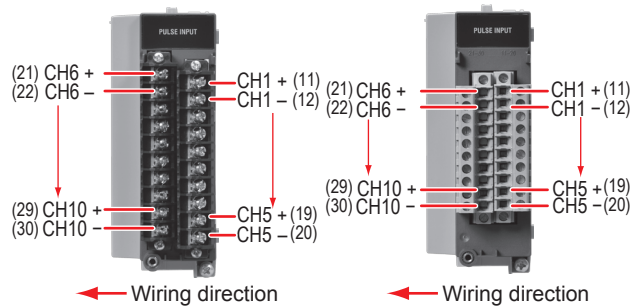 PULSE INPUT
(21) CH6 +
(22) CH6 –
CH1 + (11)
CH1 – (12)
(29) CH10 +
(30) CH10 –
CH5 + (19)
CH5 – (20)
Wiring direction
PULSE INPUT
(21) CH6 +
(22) CH6 –
CH1 + (11)
CH1 – (12)
(29) CH10 +
(30) CH10 –
CH5 + (19)
CH5 – (20)
Wiring direction